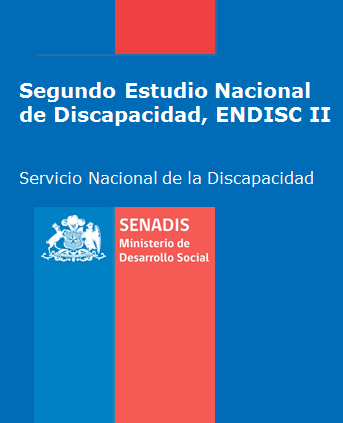 Segundo Estudio Nacional
de Discapacidad, ENDISC II
Servicio Nacional de la Discapacidad
SENADIS
Ministerio de
Desarrollo Social